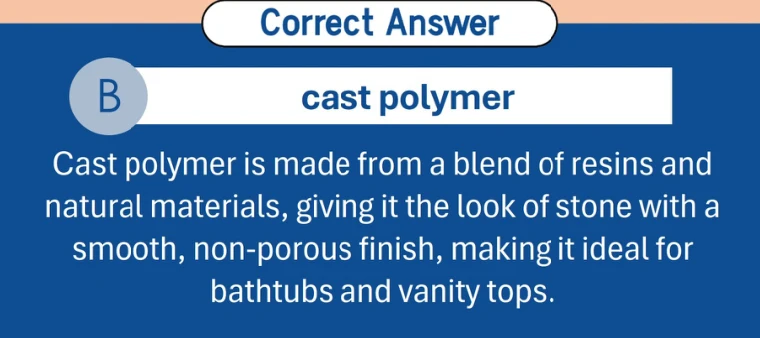 Correct Answer
B
cast polymer
Cast polymer is made from a blend of resins and
natural materials, giving it the look of stone with a
smooth, non-porous finish, making it ideal for
bathtubs and vanity tops.